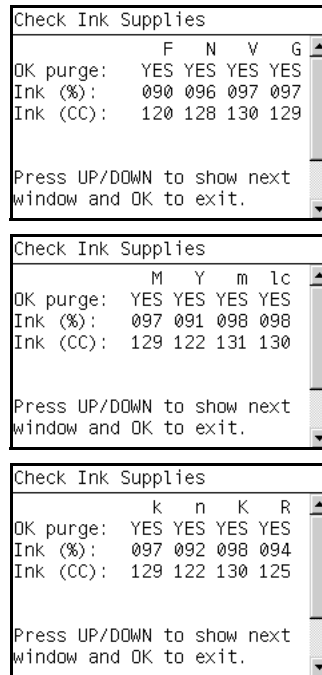 Check Ink Supplies
F N V G
OK purge: YES YES YES YES
Ink (%): 090 096 097 097
Ink (CC): 120 128 130 129
Press UP/DOWN to show next
window and OK to exit.
Check Ink Supplies
M Y m lc
OK purge: YES YES YES YES
Ink (%): 097 091 098 098
Ink (CC): 129 122 131 130
Press UP/DOWN to show next
window and OK to exit.
Check Ink Supplies
k n K R
OK purge: YES YES YES YES
Ink (%): 097 092 098 094
Ink (CC): 129 122 130 125
Press UP/DOWN to show next
window and OK to exit.